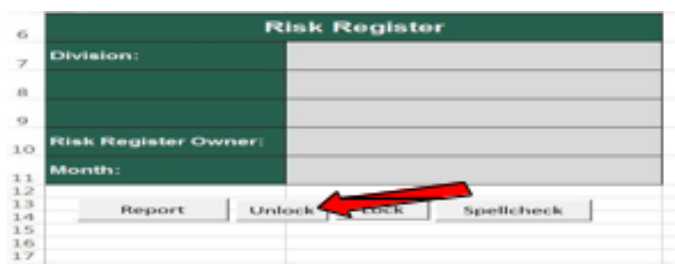 6 Risk Register
7 Division:
8
9
10 Risk Register Owner:
11 Month:
12
13 Report Unlock Lock Spellcheck
14
15
16
17